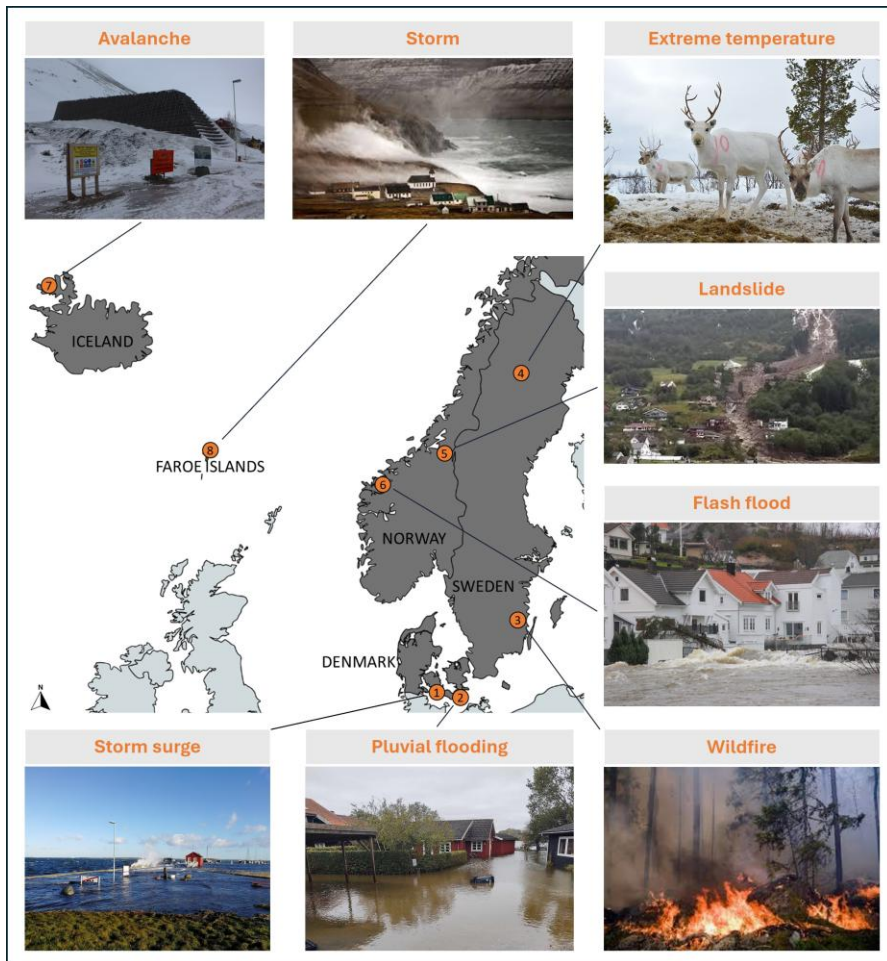 Avalanche
Storm
Extreme temperature
10
7
ICELAND
Landslide
4
8
FAROE ISLANDS
5
6
Flash flood
NORWAY
SWEDEN
3
DENMARK
N
1
2
Storm surge
Pluvial flooding
Wildfire